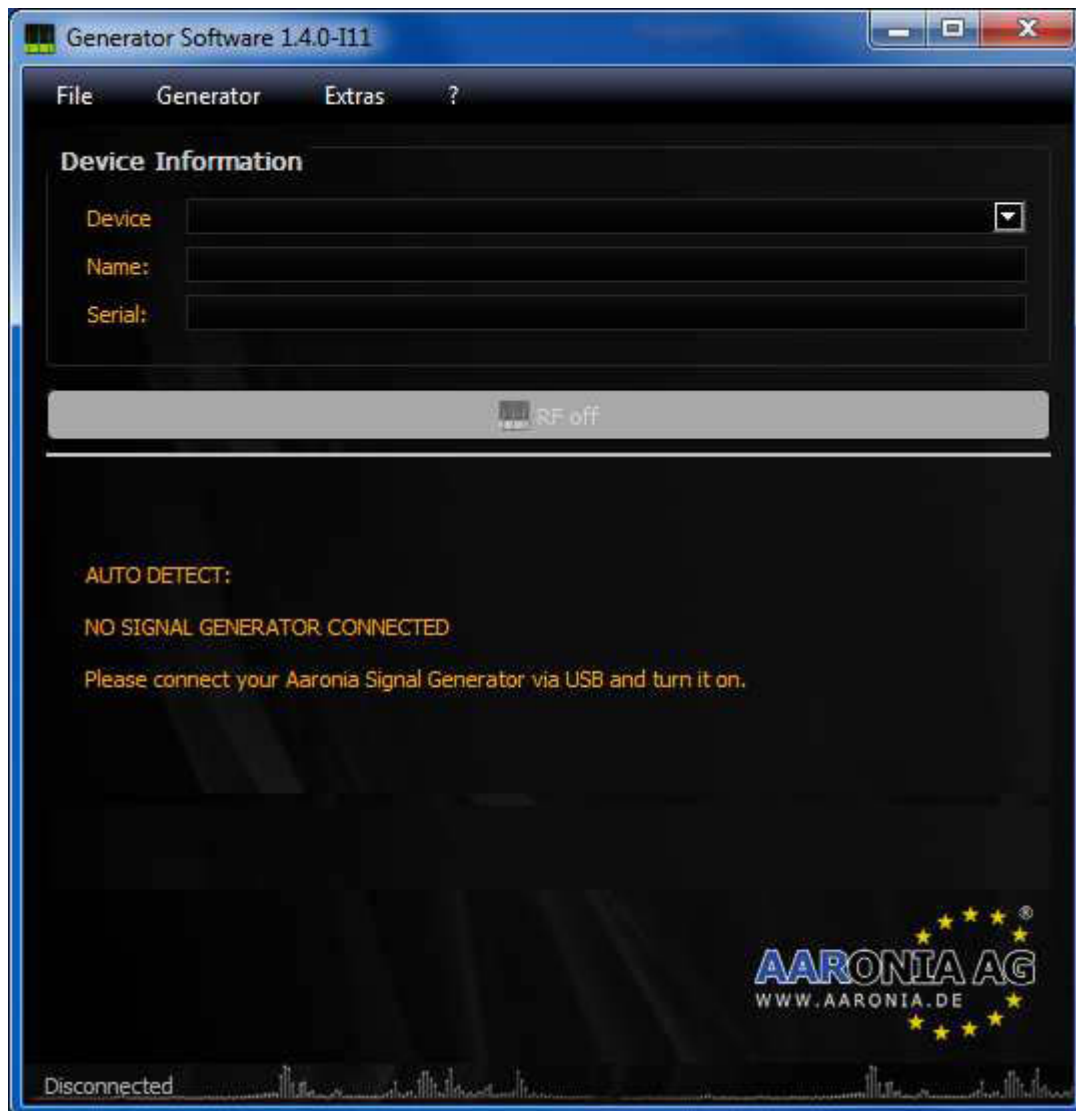 Generator Software 1.4.0-I11
File Generator Extras ?
Device Information
Device
Name:
Serial:
RF off
AUTO DETECT:
NO SIGNAL GENERATOR CONNECTED
Please connect your Aaronia Signal Generator via USB and turn it on.
AARONIA AG ®
WWW.AARONIA.DE
Disconnected